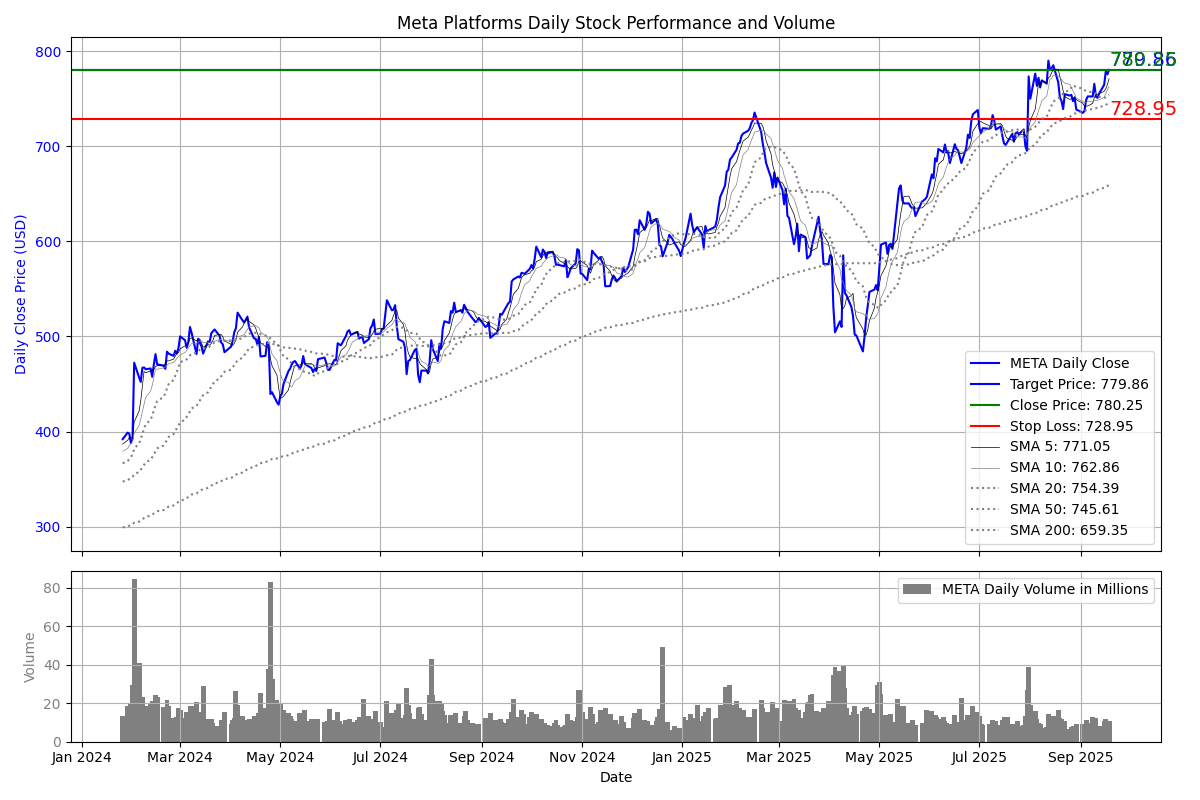 Meta Platforms Daily Stock Performance and Volume
Daily Close Price (USD)
800
700
600
500
400
300
779.86
780.25
728.95
META Daily Close
Target Price: 779.86
Close Price: 780.25
Stop Loss: 728.95
SMA 5: 771.05
SMA 10: 762.86
SMA 20: 754.39
SMA 50: 745.61
SMA 200: 659.35
Volume
80
60
40
20
0
META Daily Volume in Millions
Jan 2024
Mar 2024
May 2024
Jul 2024
Sep 2024
Nov 2024
Jan 2025
Mar 2025
May 2025
Jul 2025
Sep 2025
Date